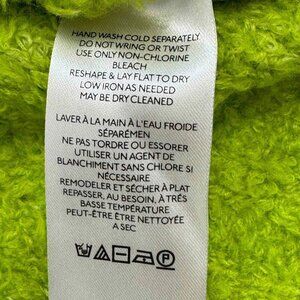 HAND WASH COLD SEPARATELY
DO NOT WRING OR TWIST
USE ONLY NON-CHLORINE
BLEACH
RESHAPE & LAY FLAT TO DRY
LOW IRON AS NEEDED
MAY BE DRY CLEANED
LAVER À LA MAIN À L'EAU FROIDE
SÉPARÉMEN
NE PAS TORDRE OU ESSORER
UTILISER UN AGENT DE
BLANCHIMENT SANS CLORE SI
NÉCESSAIRE
REMODELER ET SÉCHER À PLAT
REPASSER, AU BESOIN, À TRÈS
BASSE TEMPÉRATURE
PEUT-ÊTRE ÊTRE NETTOYÉE
A SEC
P